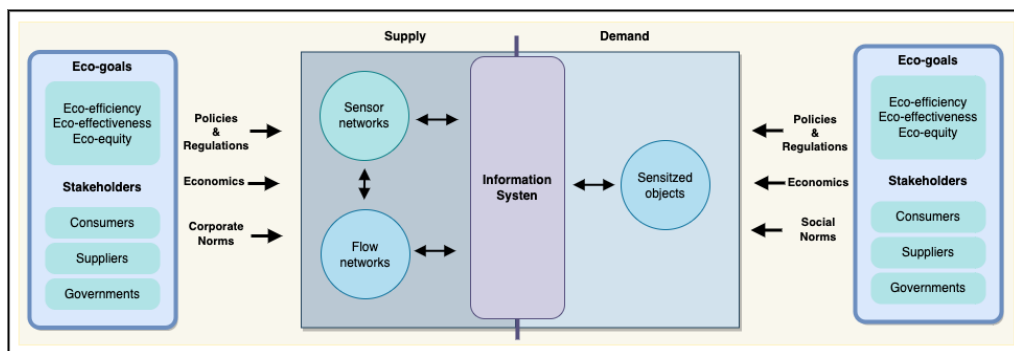 Eco-goals
Eco-efficiency
Eco-effectiveness
Eco-equity
Stakeholders
Consumers
Suppliers
Governments
Policies
&
Regulations
Economics
Corporate
Norms
Supply
Demand
Sensor
networks
Flow
networks
Information
Systen
Sensitzed
objects
Policies
&
Regulations
Economics
Social
Norms
Eco-goals
Eco-efficiency
Eco-effectiveness
Eco-equity
Stakeholders
Consumers
Suppliers
Governments